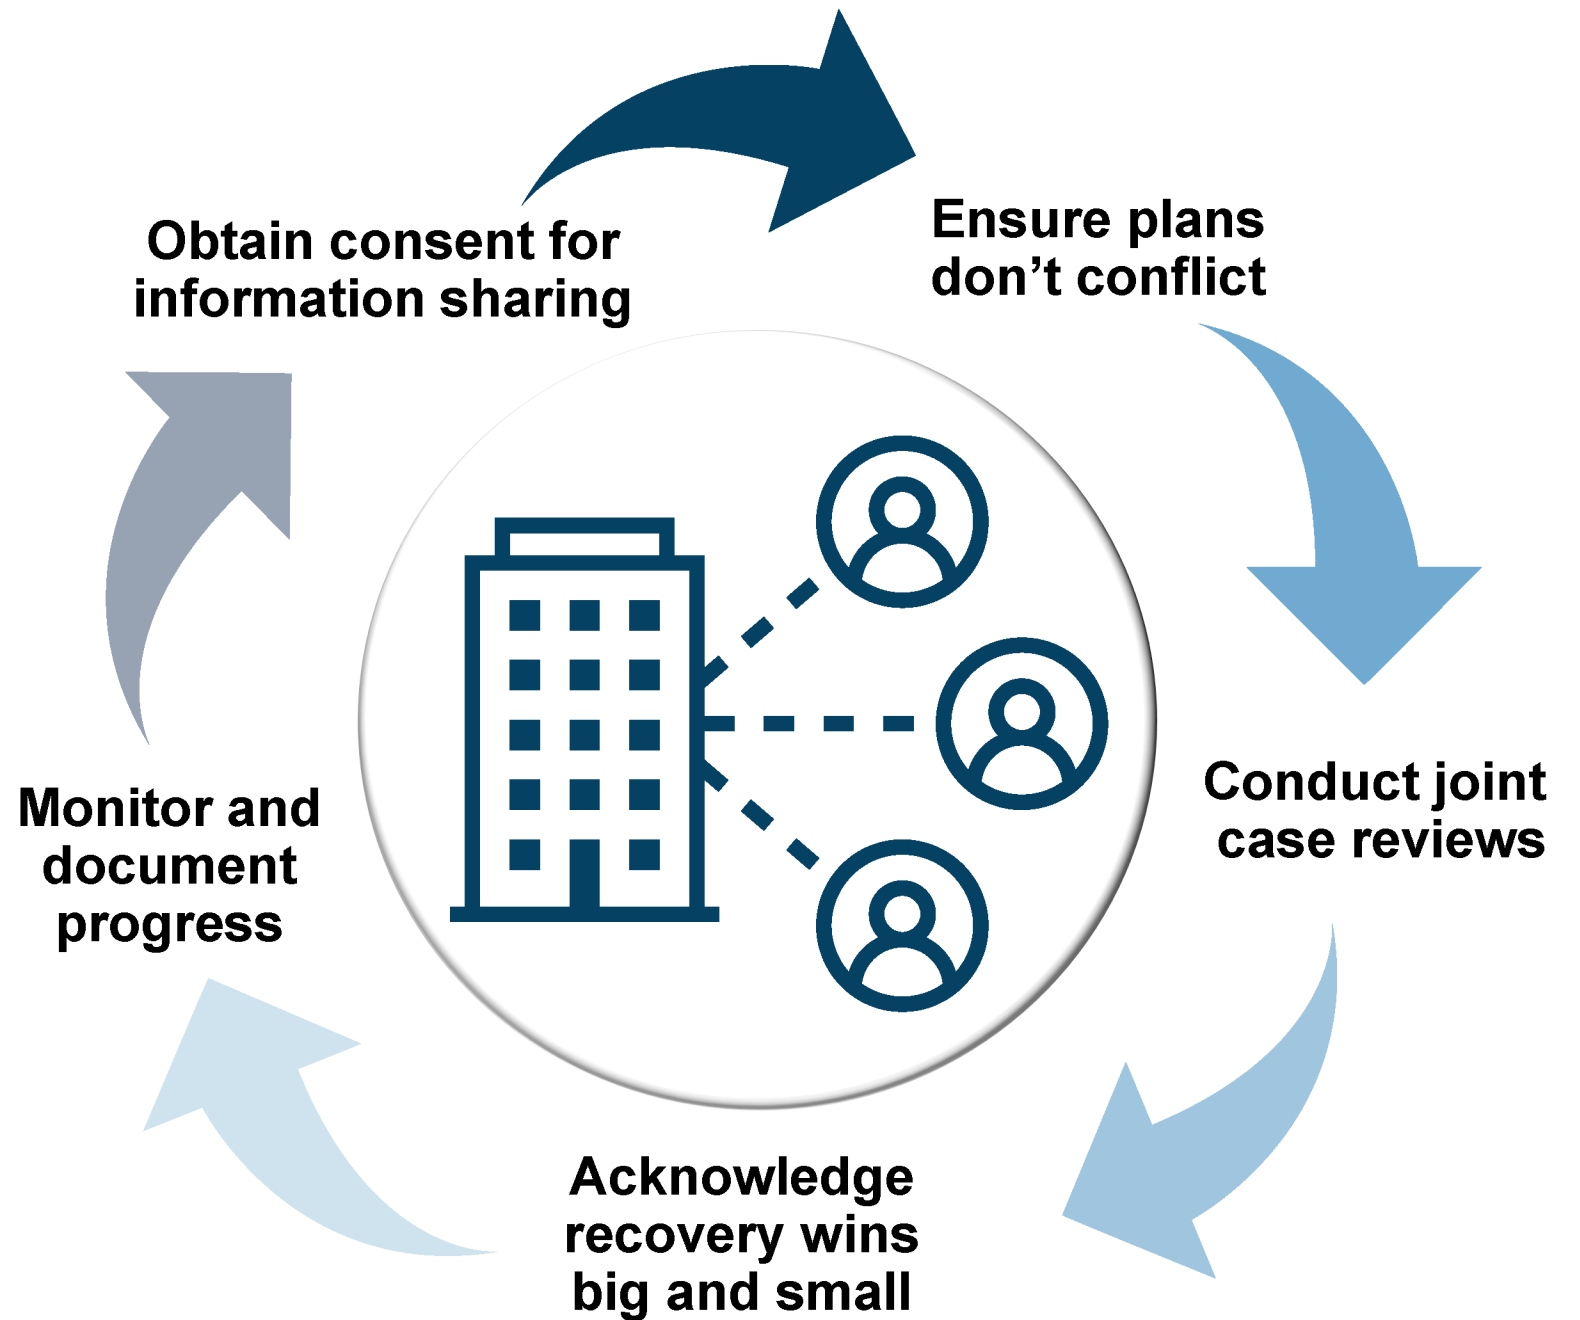 Obtain consent for
information sharing
Ensure plans
don’t conflict
Conduct joint
case reviews
Acknowledge
recovery wins
big and small
Monitor and
document
progress